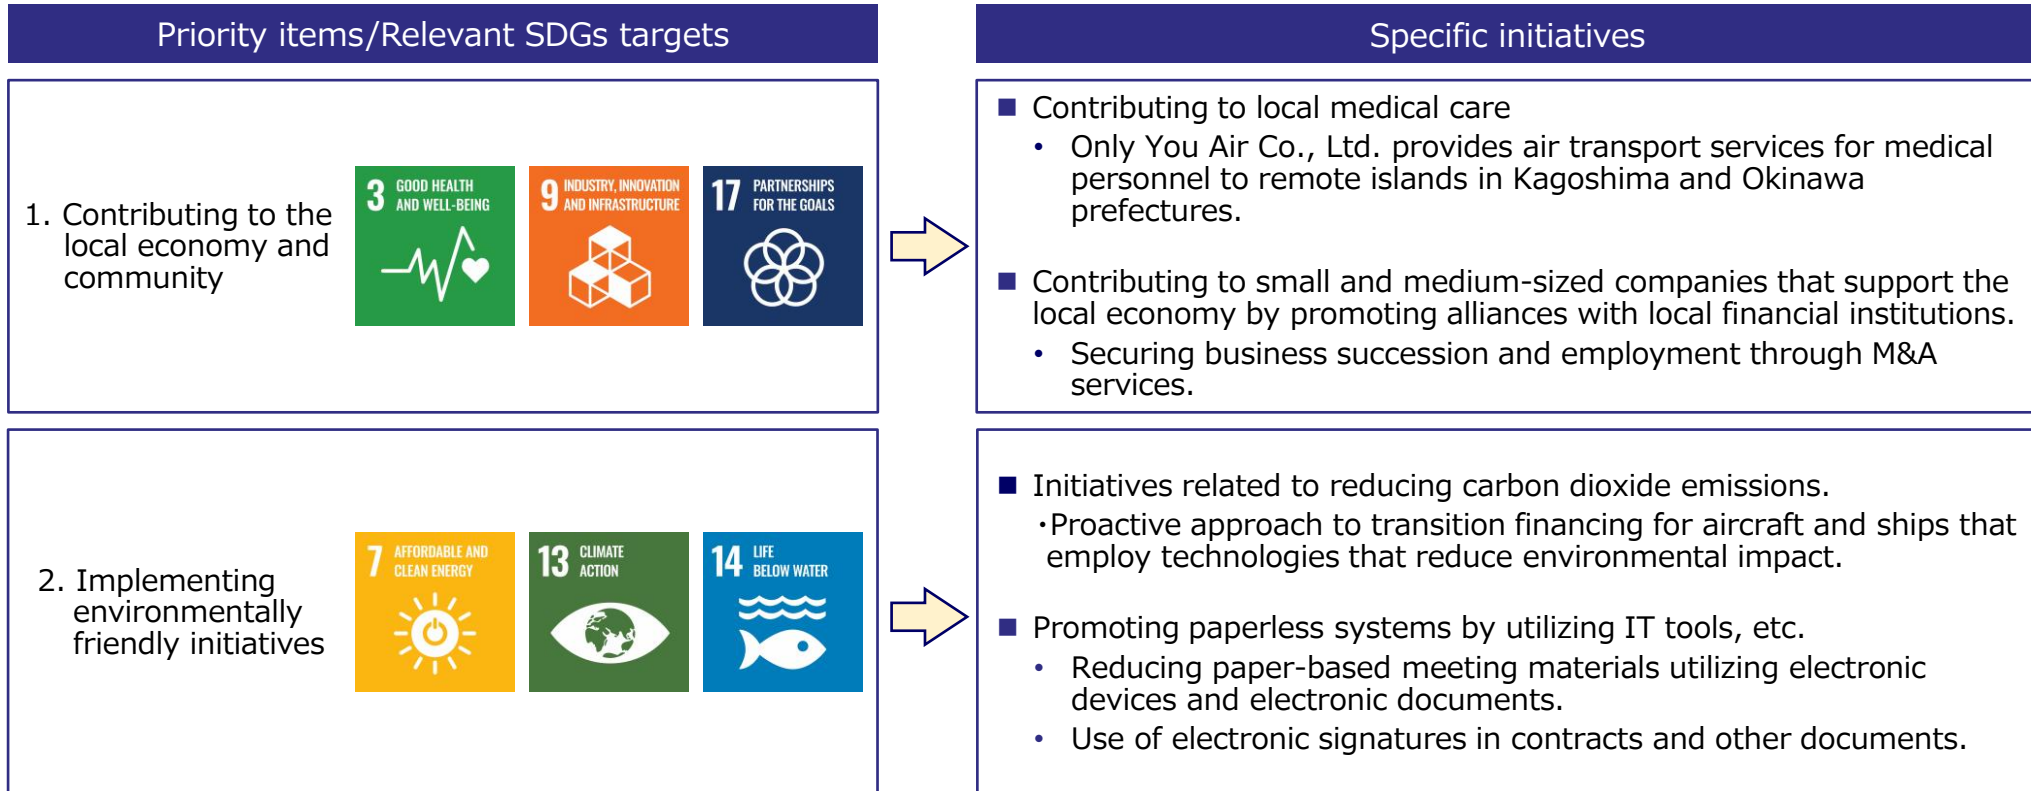 Priority items/Relevant SDGs targets
Specific initiatives
1. Contributing to the
local economy and
community
3 GOOD HEALTH
AND WELL-BEING
9 INDUSTRY, INNOVATION
AND INFRASTRUCTURE
17 PARTNERSHIPS
FOR THE GOALS
■ Contributing to local medical care
• Only You Air Co., Ltd. provides air transport services for medical
personnel to remote islands in Kagoshima and Okinawa
prefectures.
■ Contributing to small and medium-sized companies that support the
local economy by promoting alliances with local financial institutions.
• Securing business succession and employment through M&A
services.
2. Implementing
environmentally
friendly initiatives
7 AFFORDABLE AND
CLEAN ENERGY
13 CLIMATE
ACTION
14 LIFE
BELOW WATER
■ Initiatives related to reducing carbon dioxide emissions.
・Proactive approach to transition financing for aircraft and ships that
employ technologies that reduce environmental impact.
■ Promoting paperless systems by utilizing IT tools, etc.
• Reducing paper-based meeting materials utilizing electronic
devices and electronic documents.
• Use of electronic signatures in contracts and other documents.